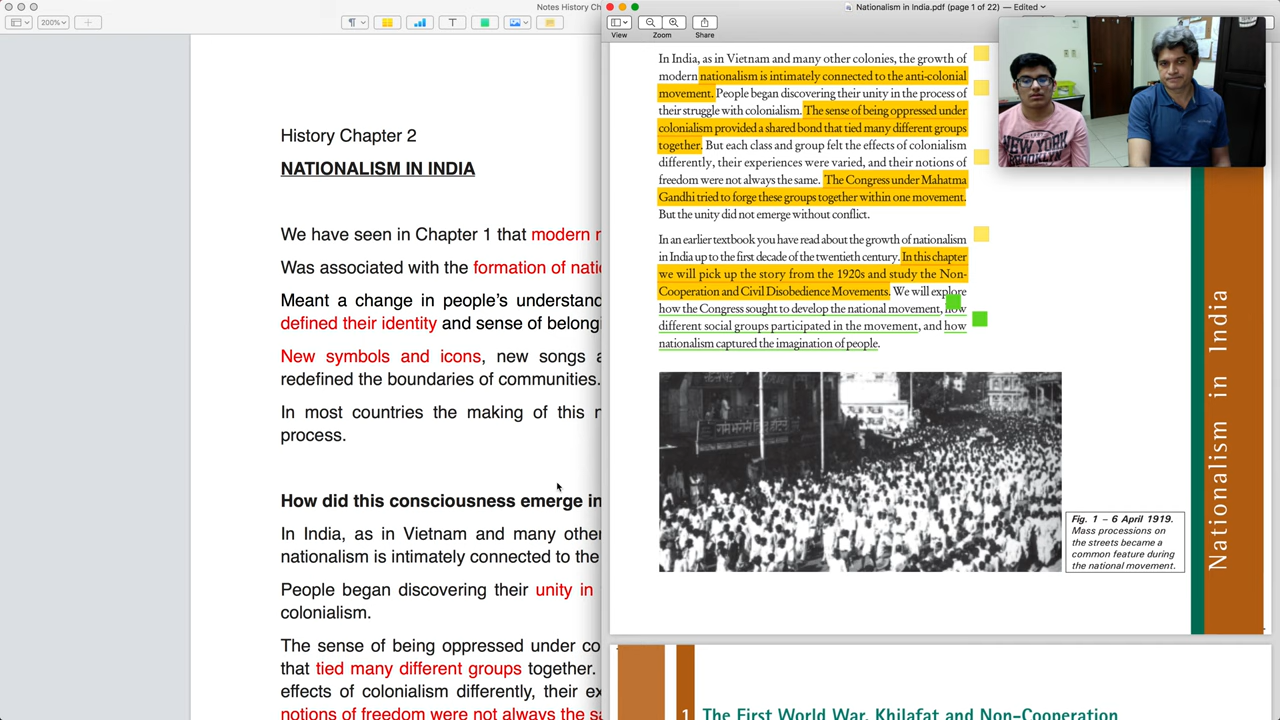 Notes History Ch
200%
T
History Chapter 2
NATIONALISM IN INDIA
We have seen in Chapter 1 that modern n
Was associated with the formation of nati
Meant a change in people's understand
defined their identity and sense of belong
New symbols and icons, new songs a
redefined the boundaries of communities.
In most countries the making of this n
process.
How did this consciousness emerge in
In India, as in Vietnam and many other
nationalism is intimately connected to the
People began discovering their unity in
colonialism.
The sense of being oppressed under co
that tied many different groups together.
effects of colonialism differently, their ex
notions of freedom were not always the sa
Nationalism in India.pdf (page 1 of 22) — Edited
View
Zoom
Share
In India, as in Vietnam and many other colonies, the growth of
modern nationalism is intimately connected to the anti-colonial
movement. People began discovering their unity in the process of
their struggle with colonialism. The sense of being oppressed under
colonialism provided a shared bond that tied many different groups
together. But each class and group felt the effects of colonialism
differently, their experiences were varied, and their notions of
freedom were not always the same. The Congress under Mahatma
Gandhi tried to forge these groups together within one movement.
But the unity did not emerge without conflict.
In an earlier textbook you have read about the growth of nationalism
in India up to the first decade of the twentieth century. In this chapter
we will pick up the story from the 1920s and study the Non-
Cooperation and Civil Disobedience Movements. We will explore
how the Congress sought to develop the national movement, how
different social groups participated in the movement, and how
nationalism captured the imagination of people.
Fig. 1 – 6 April 1919.
Mass processions on
the streets became a
common feature during
the national movement.
Nationalism in India
NEW YORK
BROOKLYN
1 The First World War, Khilafat and Non-Cooperation